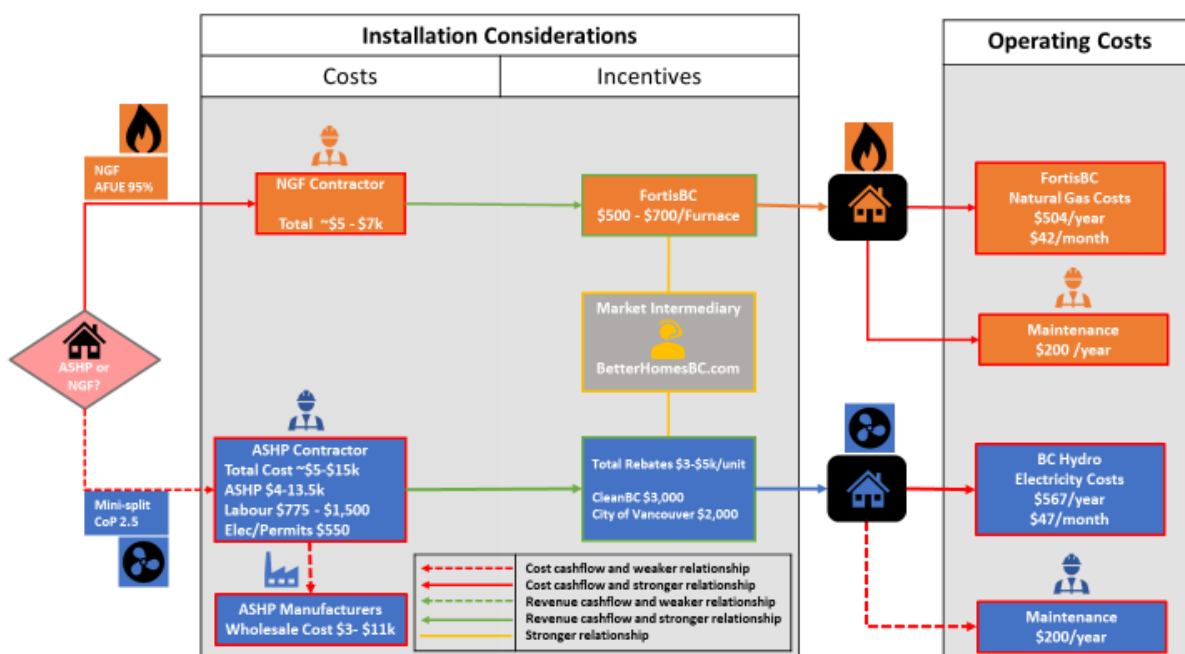 Installation Considerations
Costs
Incentives
Operating Costs
NGF
AFUE 95%
NGF Contractor
Total ~$5 - $7k
FortisBC
$500 - $700/Furnace
FortisBC
Natural Gas Costs
$504/year
$42/month
Market Intermediary
BetterHomesBC.com
Maintenance
$200 /year
ASHP or
NGF?
ASHP Contractor
Total Cost ~$5-$15k
ASHP $4-13.5k
Labour $775 - $1,500
Elec/Permits $550
Total Rebates $3-$5k/unit
CleanBC $3,000
City of Vancouver $2,000
BC Hydro
Electricity Costs
$567/year
$47/month
Mini-split
CoP 2.5
ASHP Manufacturers
Wholesale Cost $3- $11k
Cost cashflow and weaker relationship
Cost cashflow and stronger relationship
Revenue cashflow and weaker relationship
Revenue cashflow and stronger relationship
Stronger relationship
Maintenance
$200/year